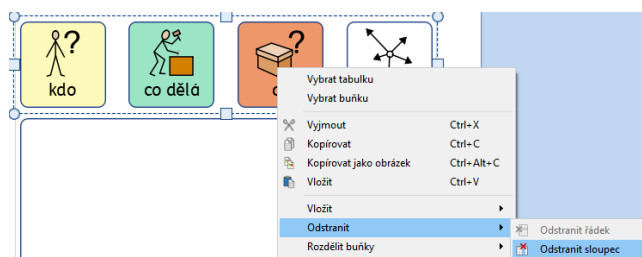 ? ?
?
kdo
co dělá
Vybrat tabulku
Vybrat buňku
Vyjmout Ctrl+X
Kopírovat Ctrl+C
Kopírovat jako obrázek Ctrl+Alt+C
Vložit Ctrl+V
Vložit
Odstranit
Odstranit řádek
Rozdělit buňky
Odstranit sloupec